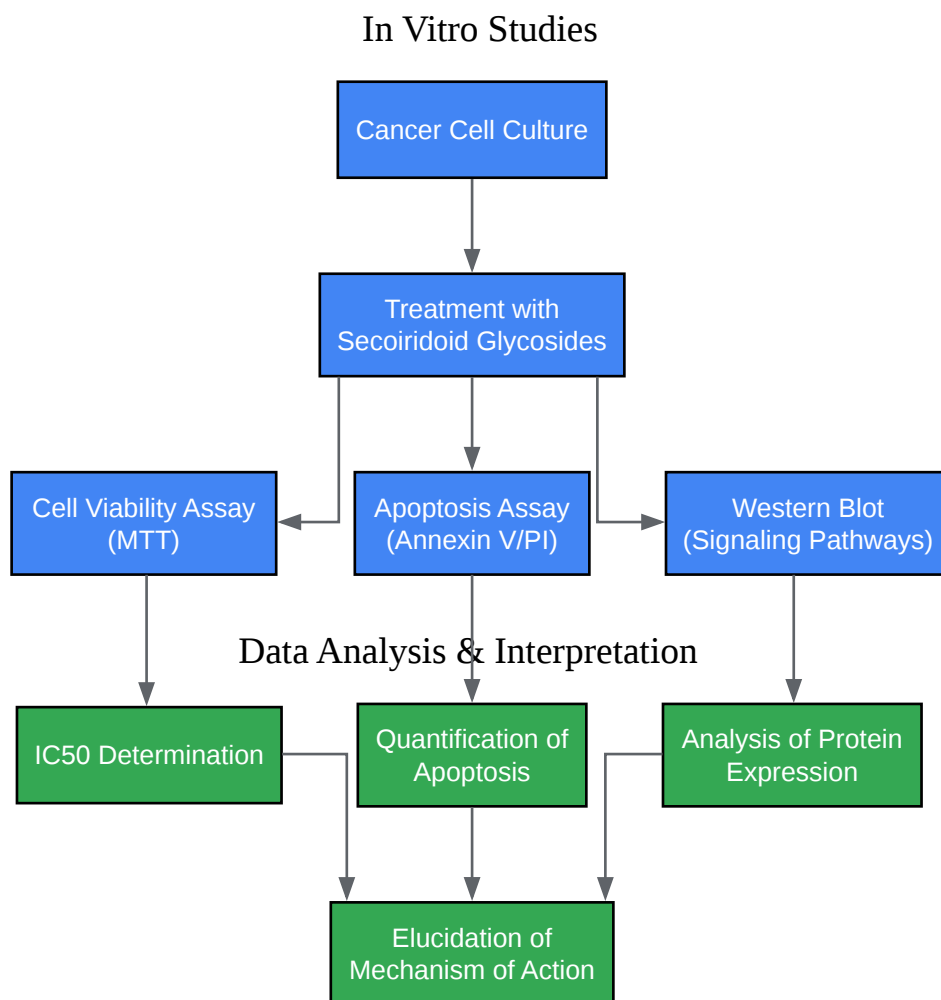 In Vitro Studies
Cancer Cell Culture
Treatment with
Secoiridoid Glycosides
Cell Viability Assay
(MTT)
Apoptosis Assay
(Annexin V/PI)
Western Blot
(Signaling Pathways)
Data Analysis & Interpretation
IC50 Determination
Quantification of
Apoptosis
Analysis of Protein
Expression
Elucidation of
Mechanism of Action